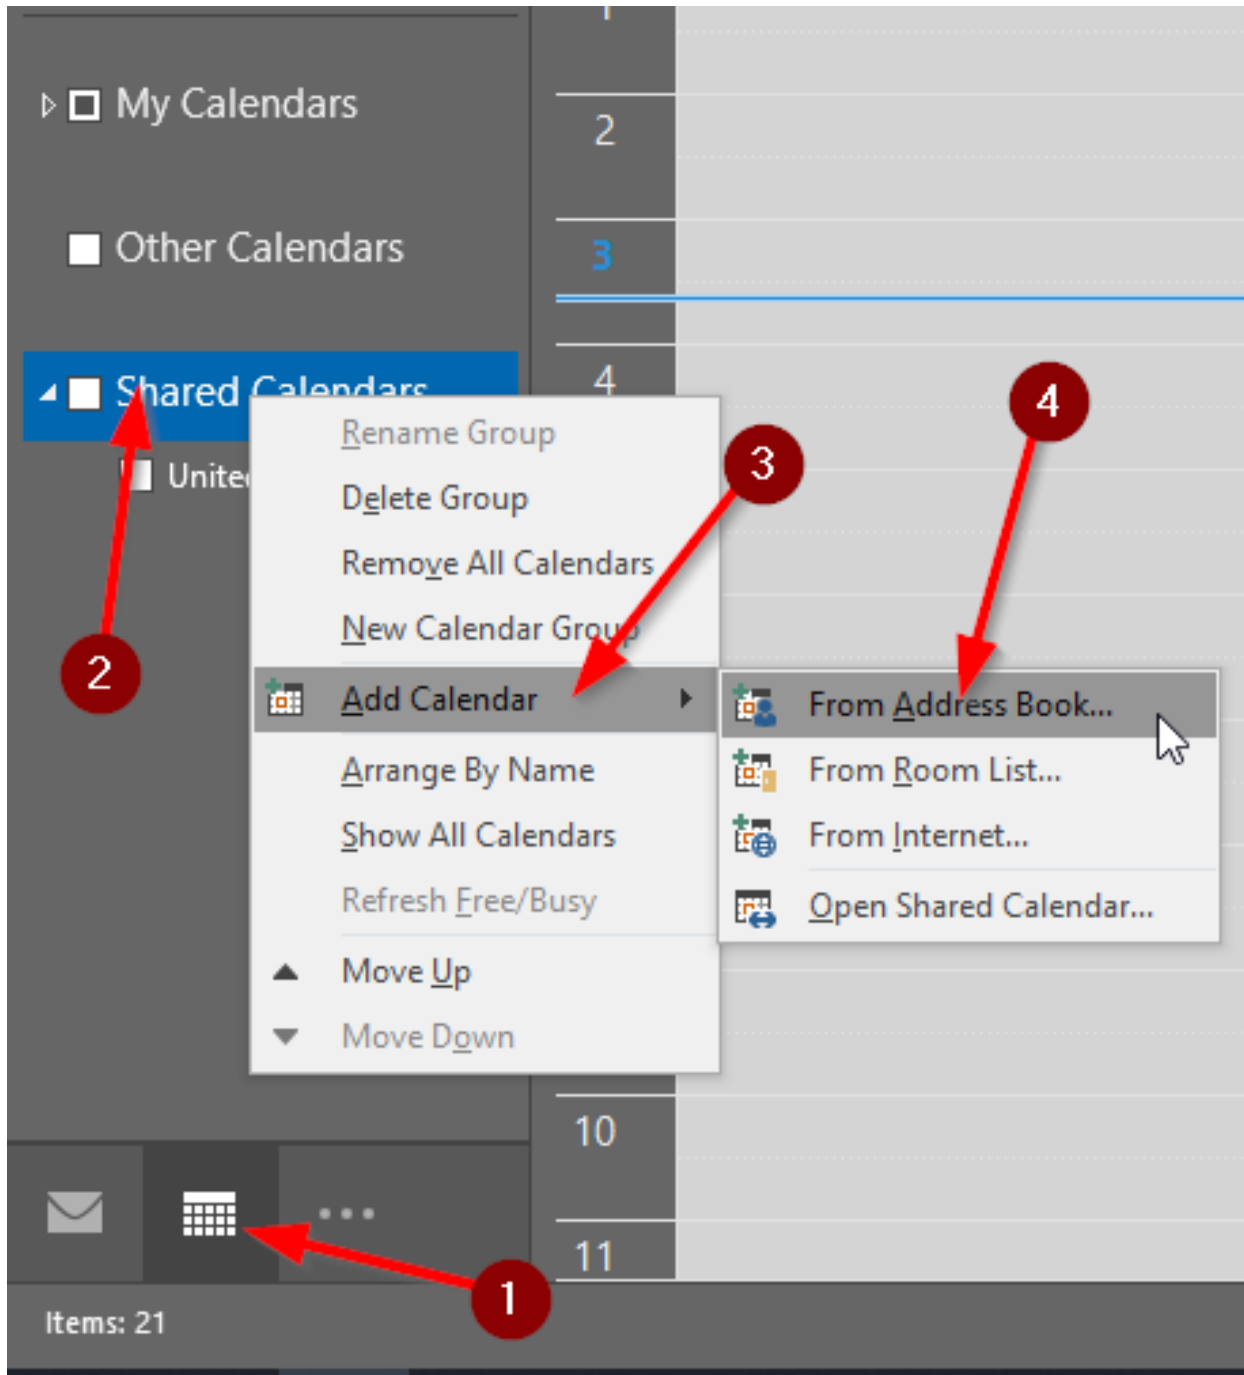 My Calendars
Other Calendars
Shared Calendars
Rename Group
Delete Group
Remove All Calendars
New Calendar Group
Add Calendar
Arrange By Name
Show All Calendars
Refresh Free/Busy
Move Up
Move Down
From Address Book...
From Room List...
From Internet...
Open Shared Calendar...
2
3
4
10
11
1
2
3
4
Items: 21